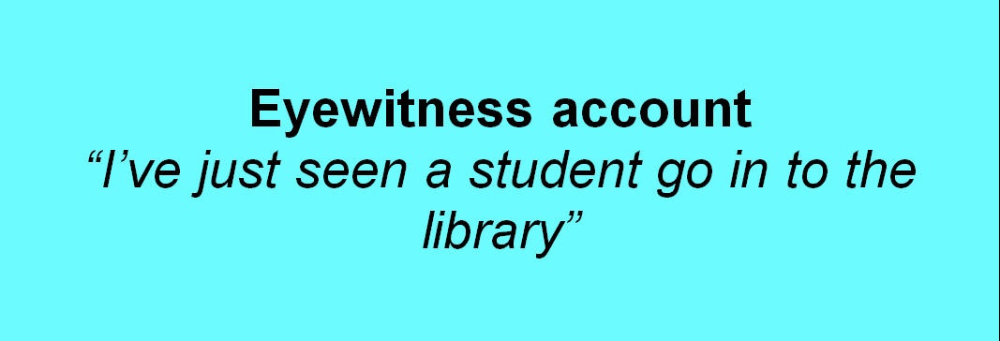 Eyewitness account
“I’ve just seen a student go in to the
library”